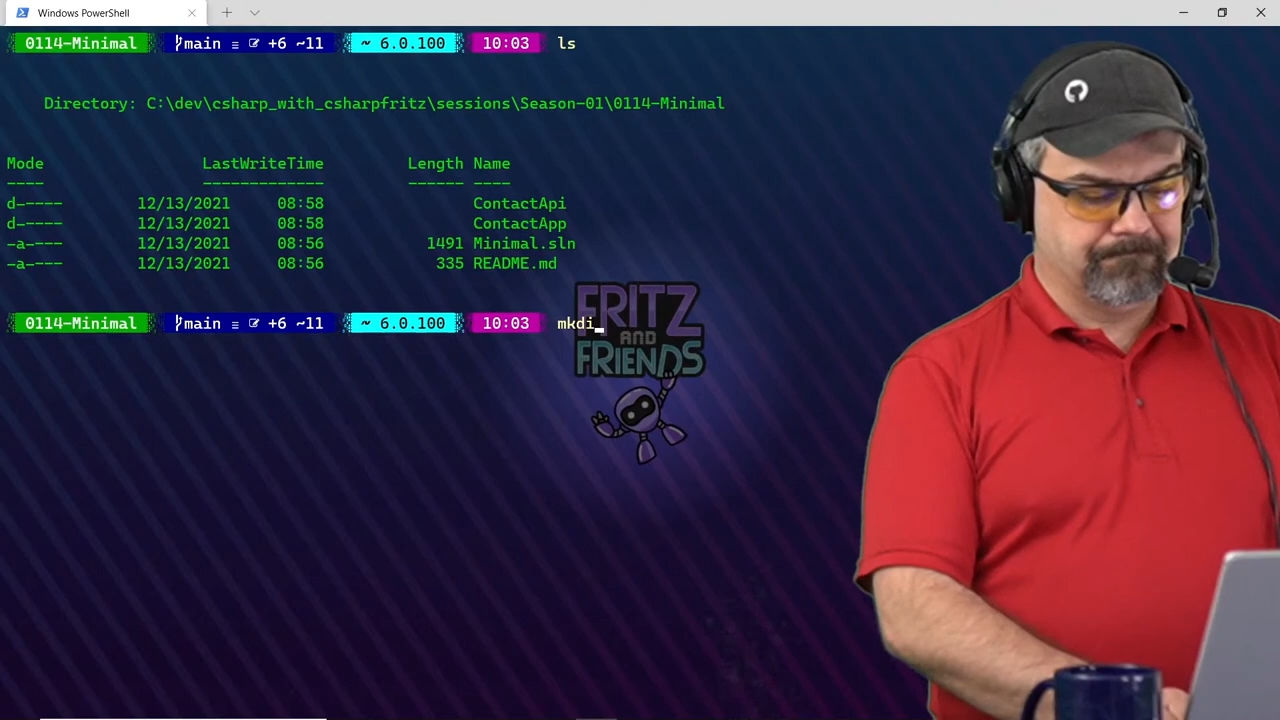 Windows PowerShell
0114-Minimal main ≡ +6 ~11 ~ 6.0.100 10:03 ls
Directory: C:\dev\csharp_with_csharpfritz\sessions\Season-01\0114-Minimal
Mode LastWriteTime Length Name
---- ------------- ------ ----
d----- 12/13/2021 08:58 ContactApi
d----- 12/13/2021 08:58 ContactApp
-a---- 12/13/2021 08:56 1491 Minimal.sln
-a---- 12/13/2021 08:56 335 README.md
0114-Minimal main ≡ +6 ~11 ~ 6.0.100 10:03 mkdi
FRITZ
AND
FRIENDS